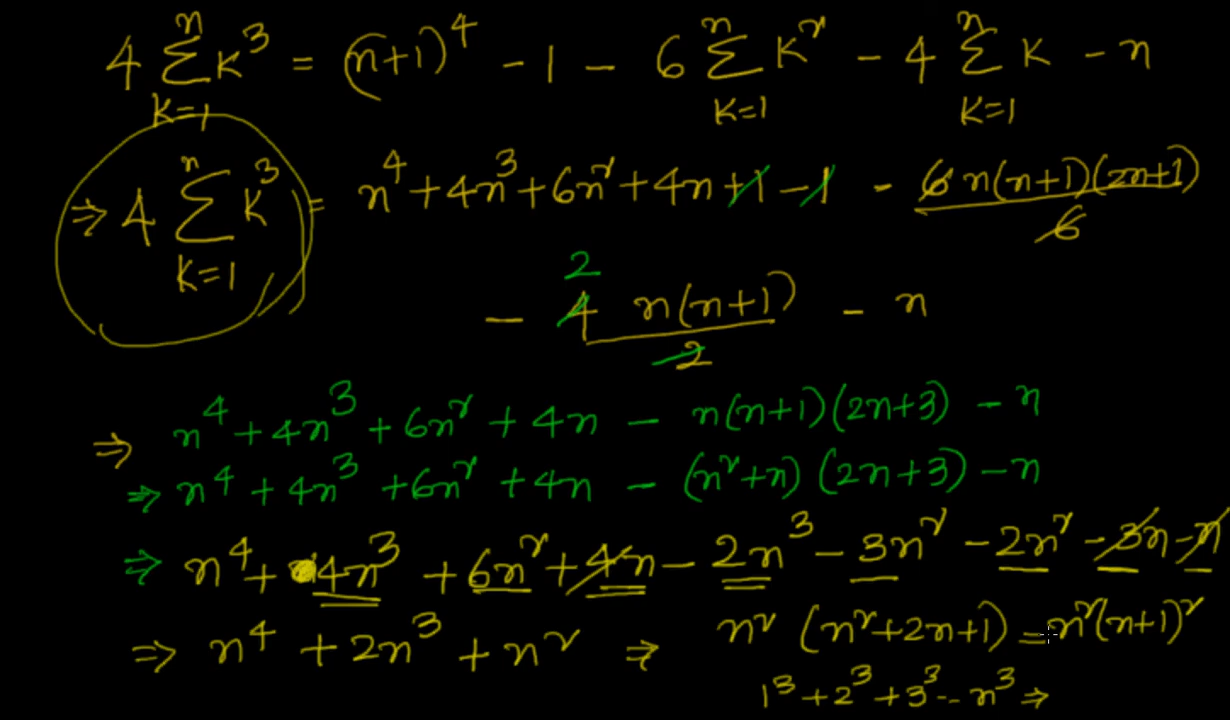 4 Σ_{K=1}^{n} K³ = (n+1)⁴ - 1 - 6 Σ_{K=1}^{n} K² - 4 Σ_{K=1}^{n} K - n
⇒ 4 Σ_{K=1}^{n} K³ = n⁴ + 4n³ + 6n² + 4n + 1 - 1 - 6 n(n+1)(2n+1) / 6
- 4 n(n+1) / 2 - n
2
⇒ n⁴ + 4n³ + 6n² + 4n - n(n+1)(2n+3) - n
⇒ n⁴ + 4n³ + 6n² + 4n - (n²+n)(2n+3) - n
⇒ n⁴ + 4n³ + 6n² + 4n - 2n³ - 3n² - 2n² - 3n - n
⇒ n⁴ + 2n³ + n² ⇒ n² (n²+2n+1) = n²(n+1)²
1³ + 2³ + 3³ -- n³ ⇒